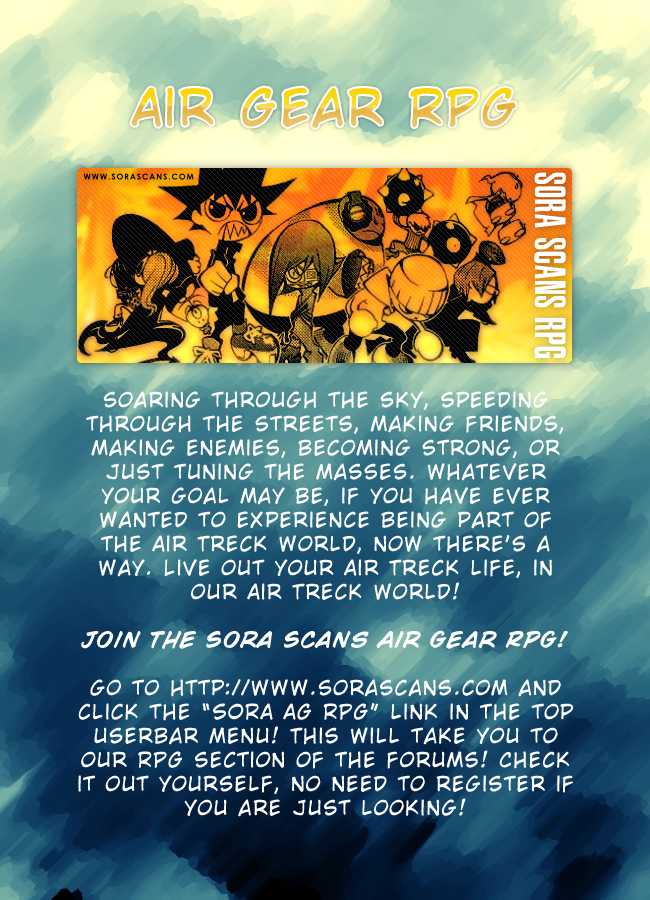 AIR GEAR RPG
WWW.SORASCANS.COM
SORA SCANS RPG
SOARING THROUGH THE SKY, SPEEDING
THROUGH THE STREETS, MAKING FRIENDS,
MAKING ENEMIES, BECOMING STRONG, OR
JUST TUNING THE MASSES. WHATEVER
YOUR GOAL MAY BE, IF YOU HAVE EVER
WANTED TO EXPERIENCE BEING PART OF
THE AIR TRECK WORLD, NOW THERE'S A
WAY. LIVE OUT YOUR AIR TRECK LIFE, IN
OUR AIR TRECK WORLD!
JOIN THE SORA SCANS AIR GEAR RPG!
GO TO HTTP://WWW.SORASCANS.COM AND
CLICK THE "SORA AG RPG" LINK IN THE TOP
USERBAR MENU! THIS WILL TAKE YOU TO
OUR RPG SECTION OF THE FORUMS! CHECK
IT OUT YOURSELF, NO NEED TO REGISTER IF
YOU ARE JUST LOOKING!